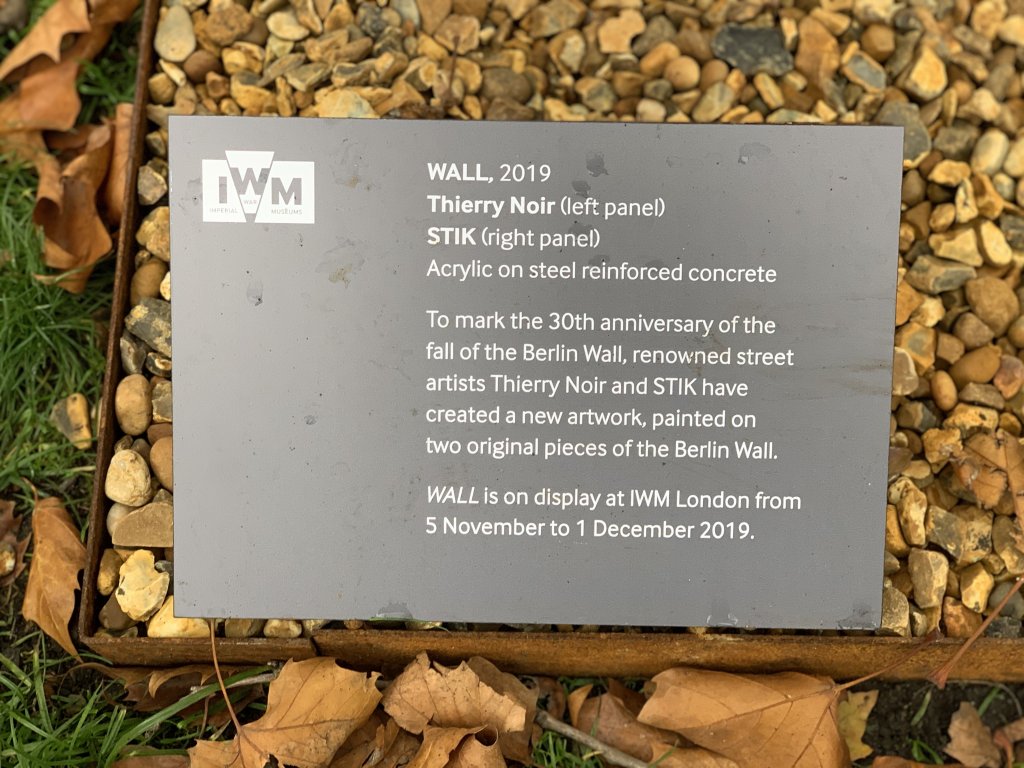 IWM
IMPERIAL WAR MUSEUMS
WALL, 2019
Thierry Noir (left panel)
STIK (right panel)
Acrylic on steel reinforced concrete
To mark the 30th anniversary of the
fall of the Berlin Wall, renowned street
artists Thierry Noir and STIK have
created a new artwork, painted on
two original pieces of the Berlin Wall.
WALL is on display at IWM London from
5 November to 1 December 2019.